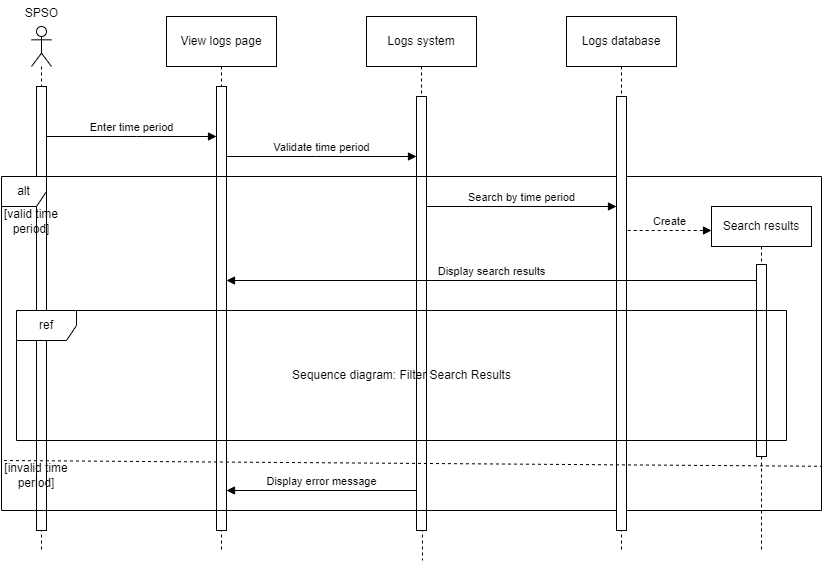 SPSO
View logs page
Logs system
Logs database
Enter time period
Validate time period
alt
[valid time
period]
Search by time period
Create
Search results
Display search results
ref
Sequence diagram: Filter Search Results
[invalid time
period]
Display error message